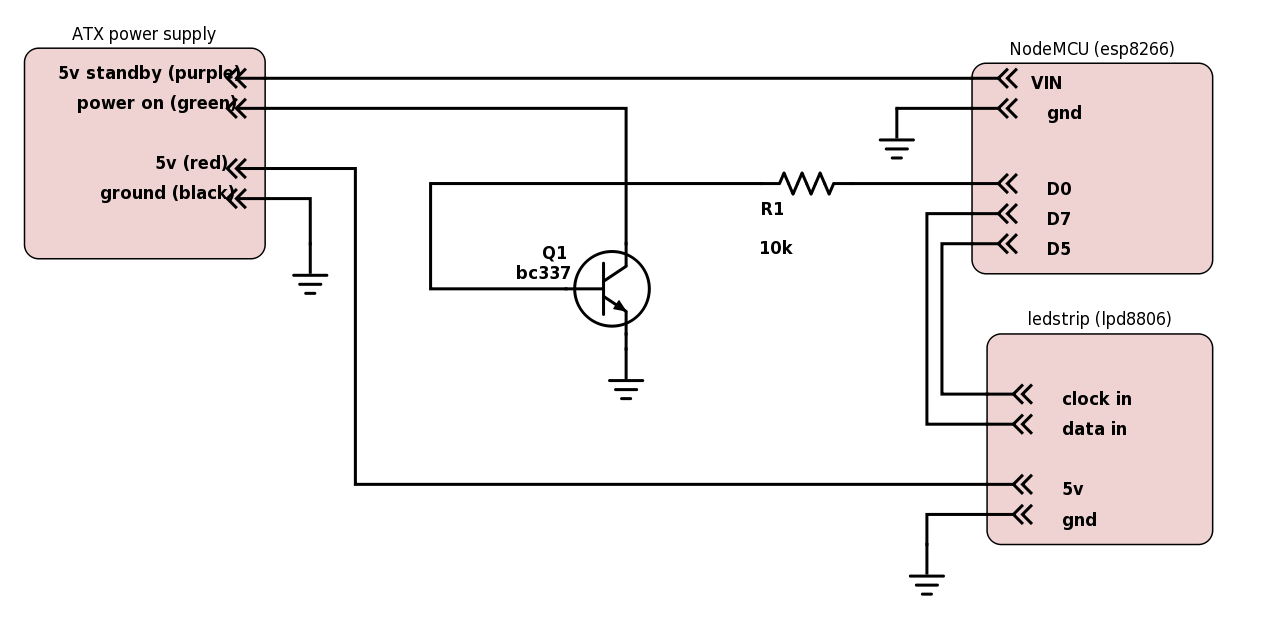 ATX power supply
5v standby (purple)
power on (green)
5v (red)
ground (black)
NodeMCU (esp8266)
VIN
gnd
D0
D7
D5
R1
10k
Q1
bc337
ledstrip (lpd8806)
clock in
data in
5v
gnd